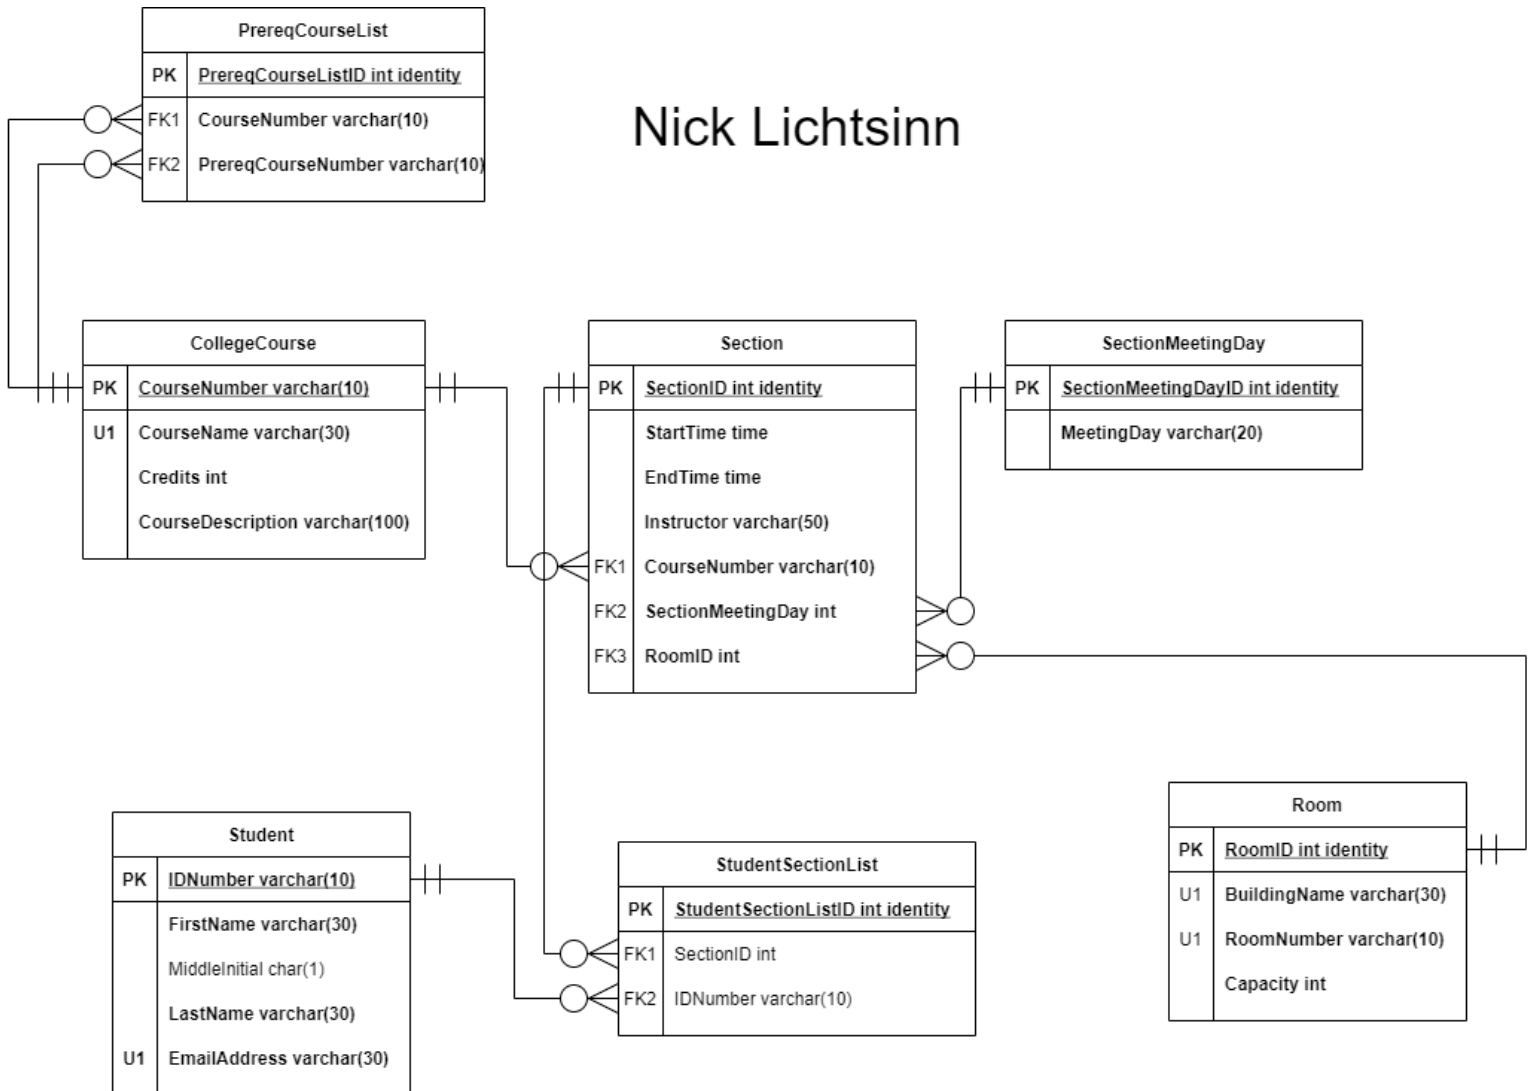 PrereqCourseList
PK PrereqCourseListID int identity
FK1 CourseNumber varchar(10)
FK2 PrereqCourseNumber varchar(10)
Nick Lichtsinn
CollegeCourse
PK CourseNumber varchar(10)
U1 CourseName varchar(30)
Credits int
CourseDescription varchar(100)
Section
PK SectionID int identity
StartTime time
EndTime time
Instructor varchar(50)
FK1 CourseNumber varchar(10)
FK2 SectionMeetingDay int
FK3 RoomID int
SectionMeetingDay
PK SectionMeetingDayID int identity
MeetingDay varchar(20)
Student
PK IDNumber varchar(10)
FirstName varchar(30)
MiddleInitial char(1)
LastName varchar(30)
U1 EmailAddress varchar(30)
StudentSectionList
PK StudentSectionListID int identity
FK1 SectionID int
FK2 IDNumber varchar(10)
Room
PK RoomID int identity
U1 BuildingName varchar(30)
U1 RoomNumber varchar(10)
Capacity int